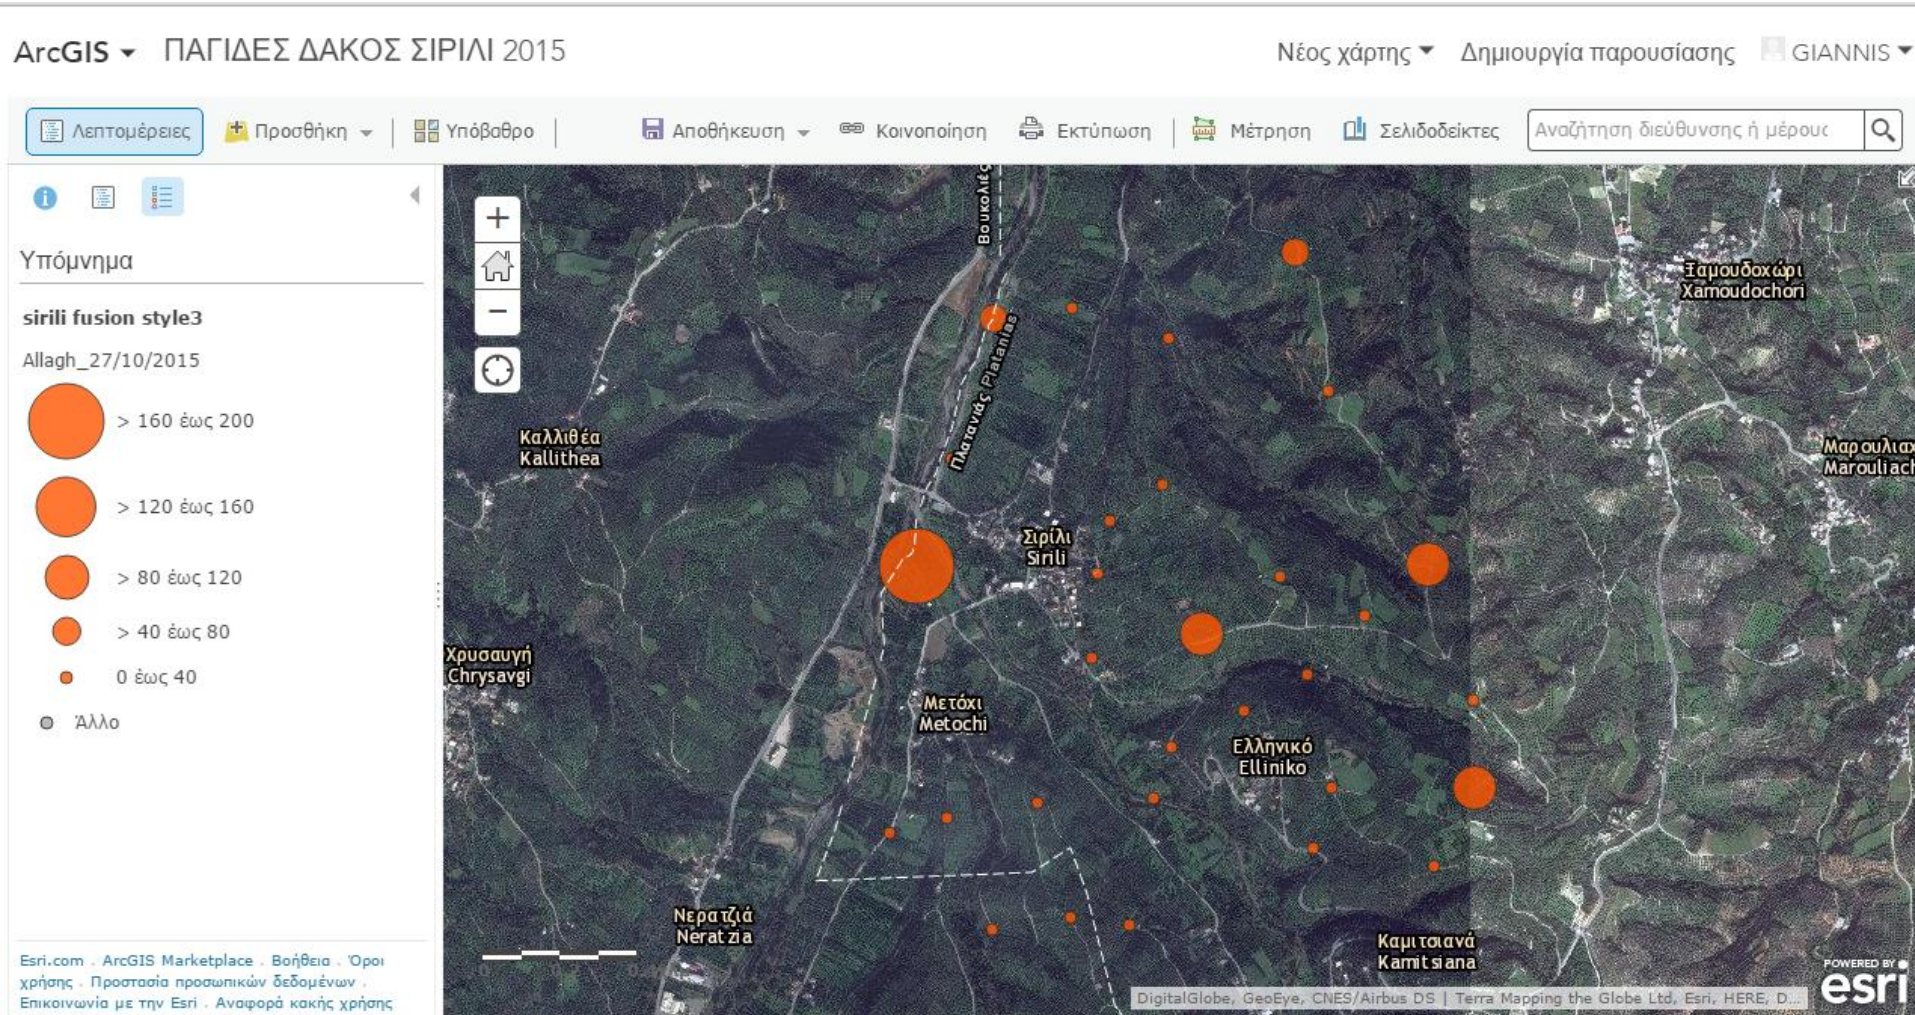 ArcGIS ΠΑΓΙΔΕΣ ΔΑΚΟΣ ΣΙΡΙΛΙ 2015 Νέος χάρτης Δημιουργία παρουσίασης GIANNIS
Λεπτομέρειες Προσθήκη Υπόβαθρο Αποθήκευση Κοινοποίηση Εκτύπωση Μέτρηση Σελιδοδείκτες Αναζήτηση διεύθυνσης ή μέρους
Υπόμνημα
sirili fusion style3
Allagh_27/10/2015
> 160 έως 200
> 120 έως 160
> 80 έως 120
> 40 έως 80
0 έως 40
Άλλο
Esri.com . ArcGIS Marketplace . Βοήθεια . Όροι
χρήσης . Προστασία προσωπικών δεδομένων .
Επικοινωνία με την Esri . Αναφορά κακής χρήσης
Βουκολιές
Πλατανιάς Platanias
Ξαμουδοχώρι
Xamoudochori
Καλλιθέα
Kallithea
Μαρουλιαχ
Marouliach
Σιρίλι
Sirili
Χρυσαυγή
Chrysavgi
Μετόχι
Metochi
Ελληνικό
Elliniko
Νερατζιά
Neratzia
Καμιτσιανά
Kamitsiana
POWERED BY
esri
DigitalGlobe, GeoEye, CNES/Airbus DS | Terra Mapping the Globe Ltd, Esri, HERE, D...